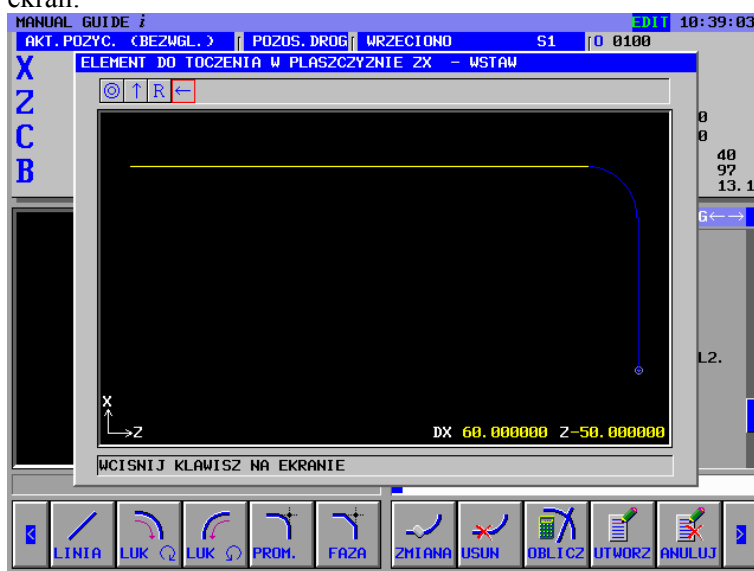 ekran.
MANUAL GUIDE i EDIT 10:39:03
AKT.POZYC. (BEZWGL.) POZOS.DROG WRZECIONO S1 O 0100
ELEMENT DO TOCZENIA W PLASZCZYZNIE ZX - WSTAW
X
Z
C
B
R
0
0
40
97
13.1
G←→
L2.
X
Z
DX 60.000000 Z-50.000000
WCISNIJ KLAWISZ NA EKRANIE
LINIA LUK LUK PROM. FAZA ZMIANA USUN OBLICZ UTWORZ ANULUJ